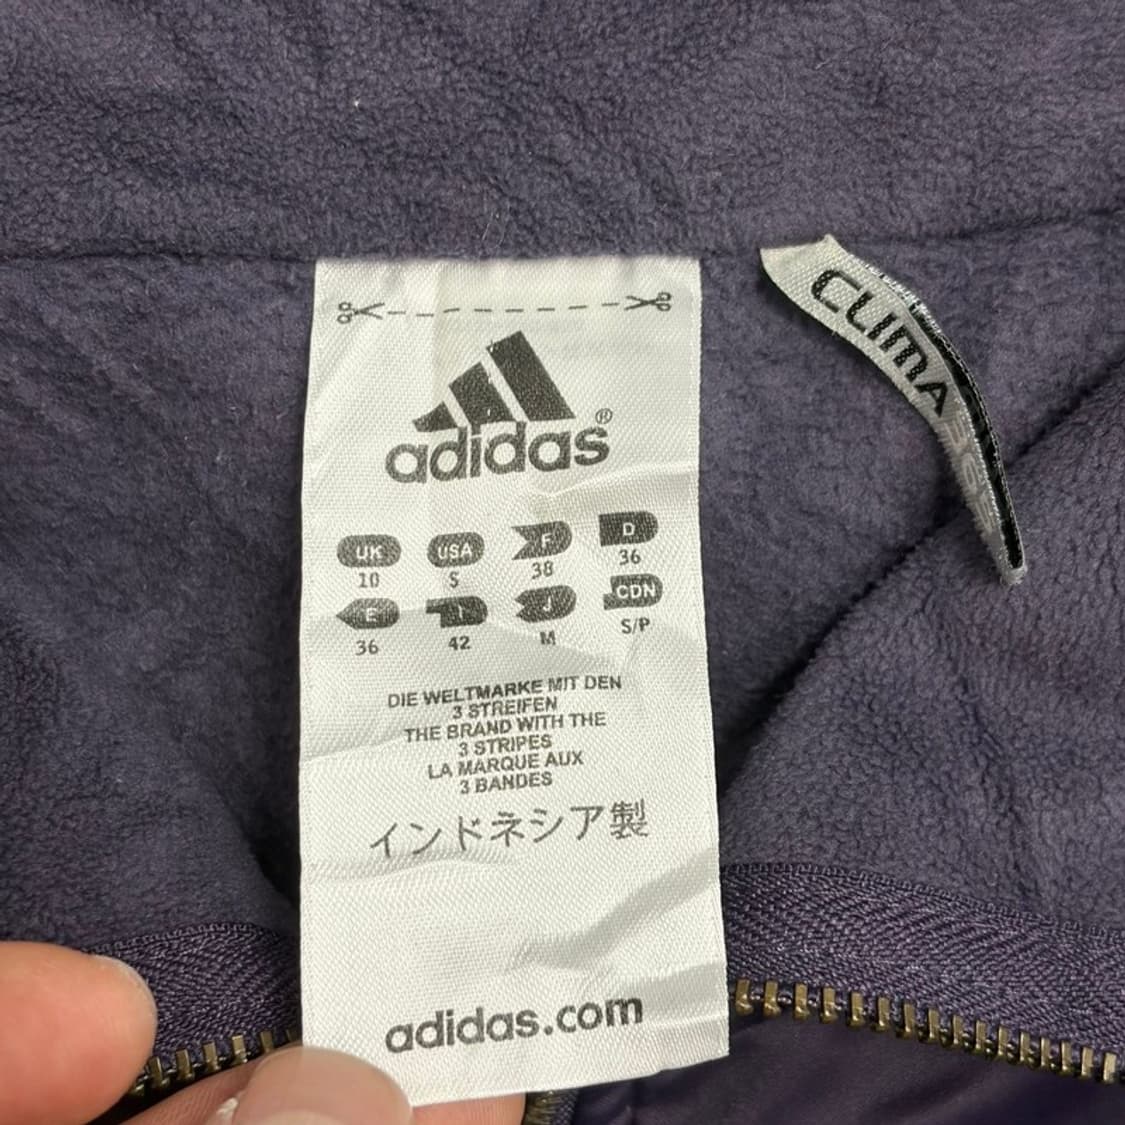 adidas®
UK USA F D
10 S 38 36
E I J CDN
36 42 M S/P
DIE WELTMARKE MIT DEN
3 STREIFEN
THE BRAND WITH THE
3 STRIPES
LA MARQUE AUX
3 BANDES
インドネシア製
adidas.com
CLIMA
365